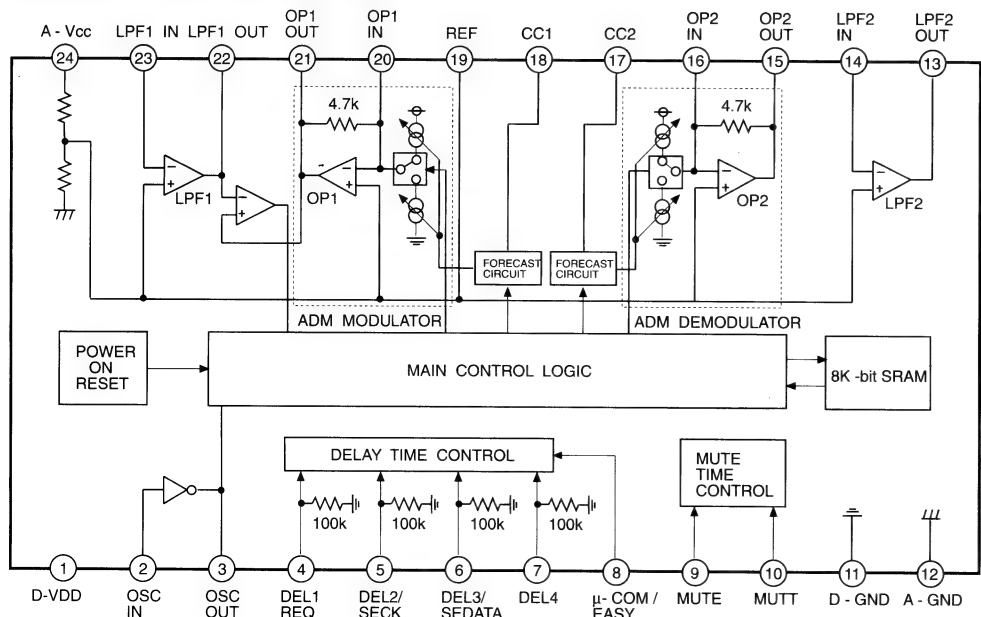 A - Vcc
LPF1 IN
LPF1 OUT
OP1 OUT
OP1 IN
REF
CC1
CC2
OP2 IN
OP2 OUT
LPF2 IN
LPF2 OUT
24
23
22
21
20
19
18
17
16
15
14
13
4.7k
4.7k
-
+
LPF1
-
+
-
+
OP1
-
+
OP2
-
+
LPF2
FORECAST
CIRCUIT
FORECAST
CIRCUIT
ADM MODULATOR
ADM DEMODULATOR
POWER
ON
RESET
MAIN CONTROL LOGIC
8K -bit SRAM
DELAY TIME CONTROL
MUTE
TIME
CONTROL
100k
100k
100k
100k
1
2
3
4
5
6
7
8
9
10
11
12
D-VDD
OSC
IN
OSC
OUT
DEL1
REQ
DEL2/
SECK
DEL3/
SEDATA
DEL4
μ- COM /
EASY
MUTE
MUTT
D - GND
A - GND